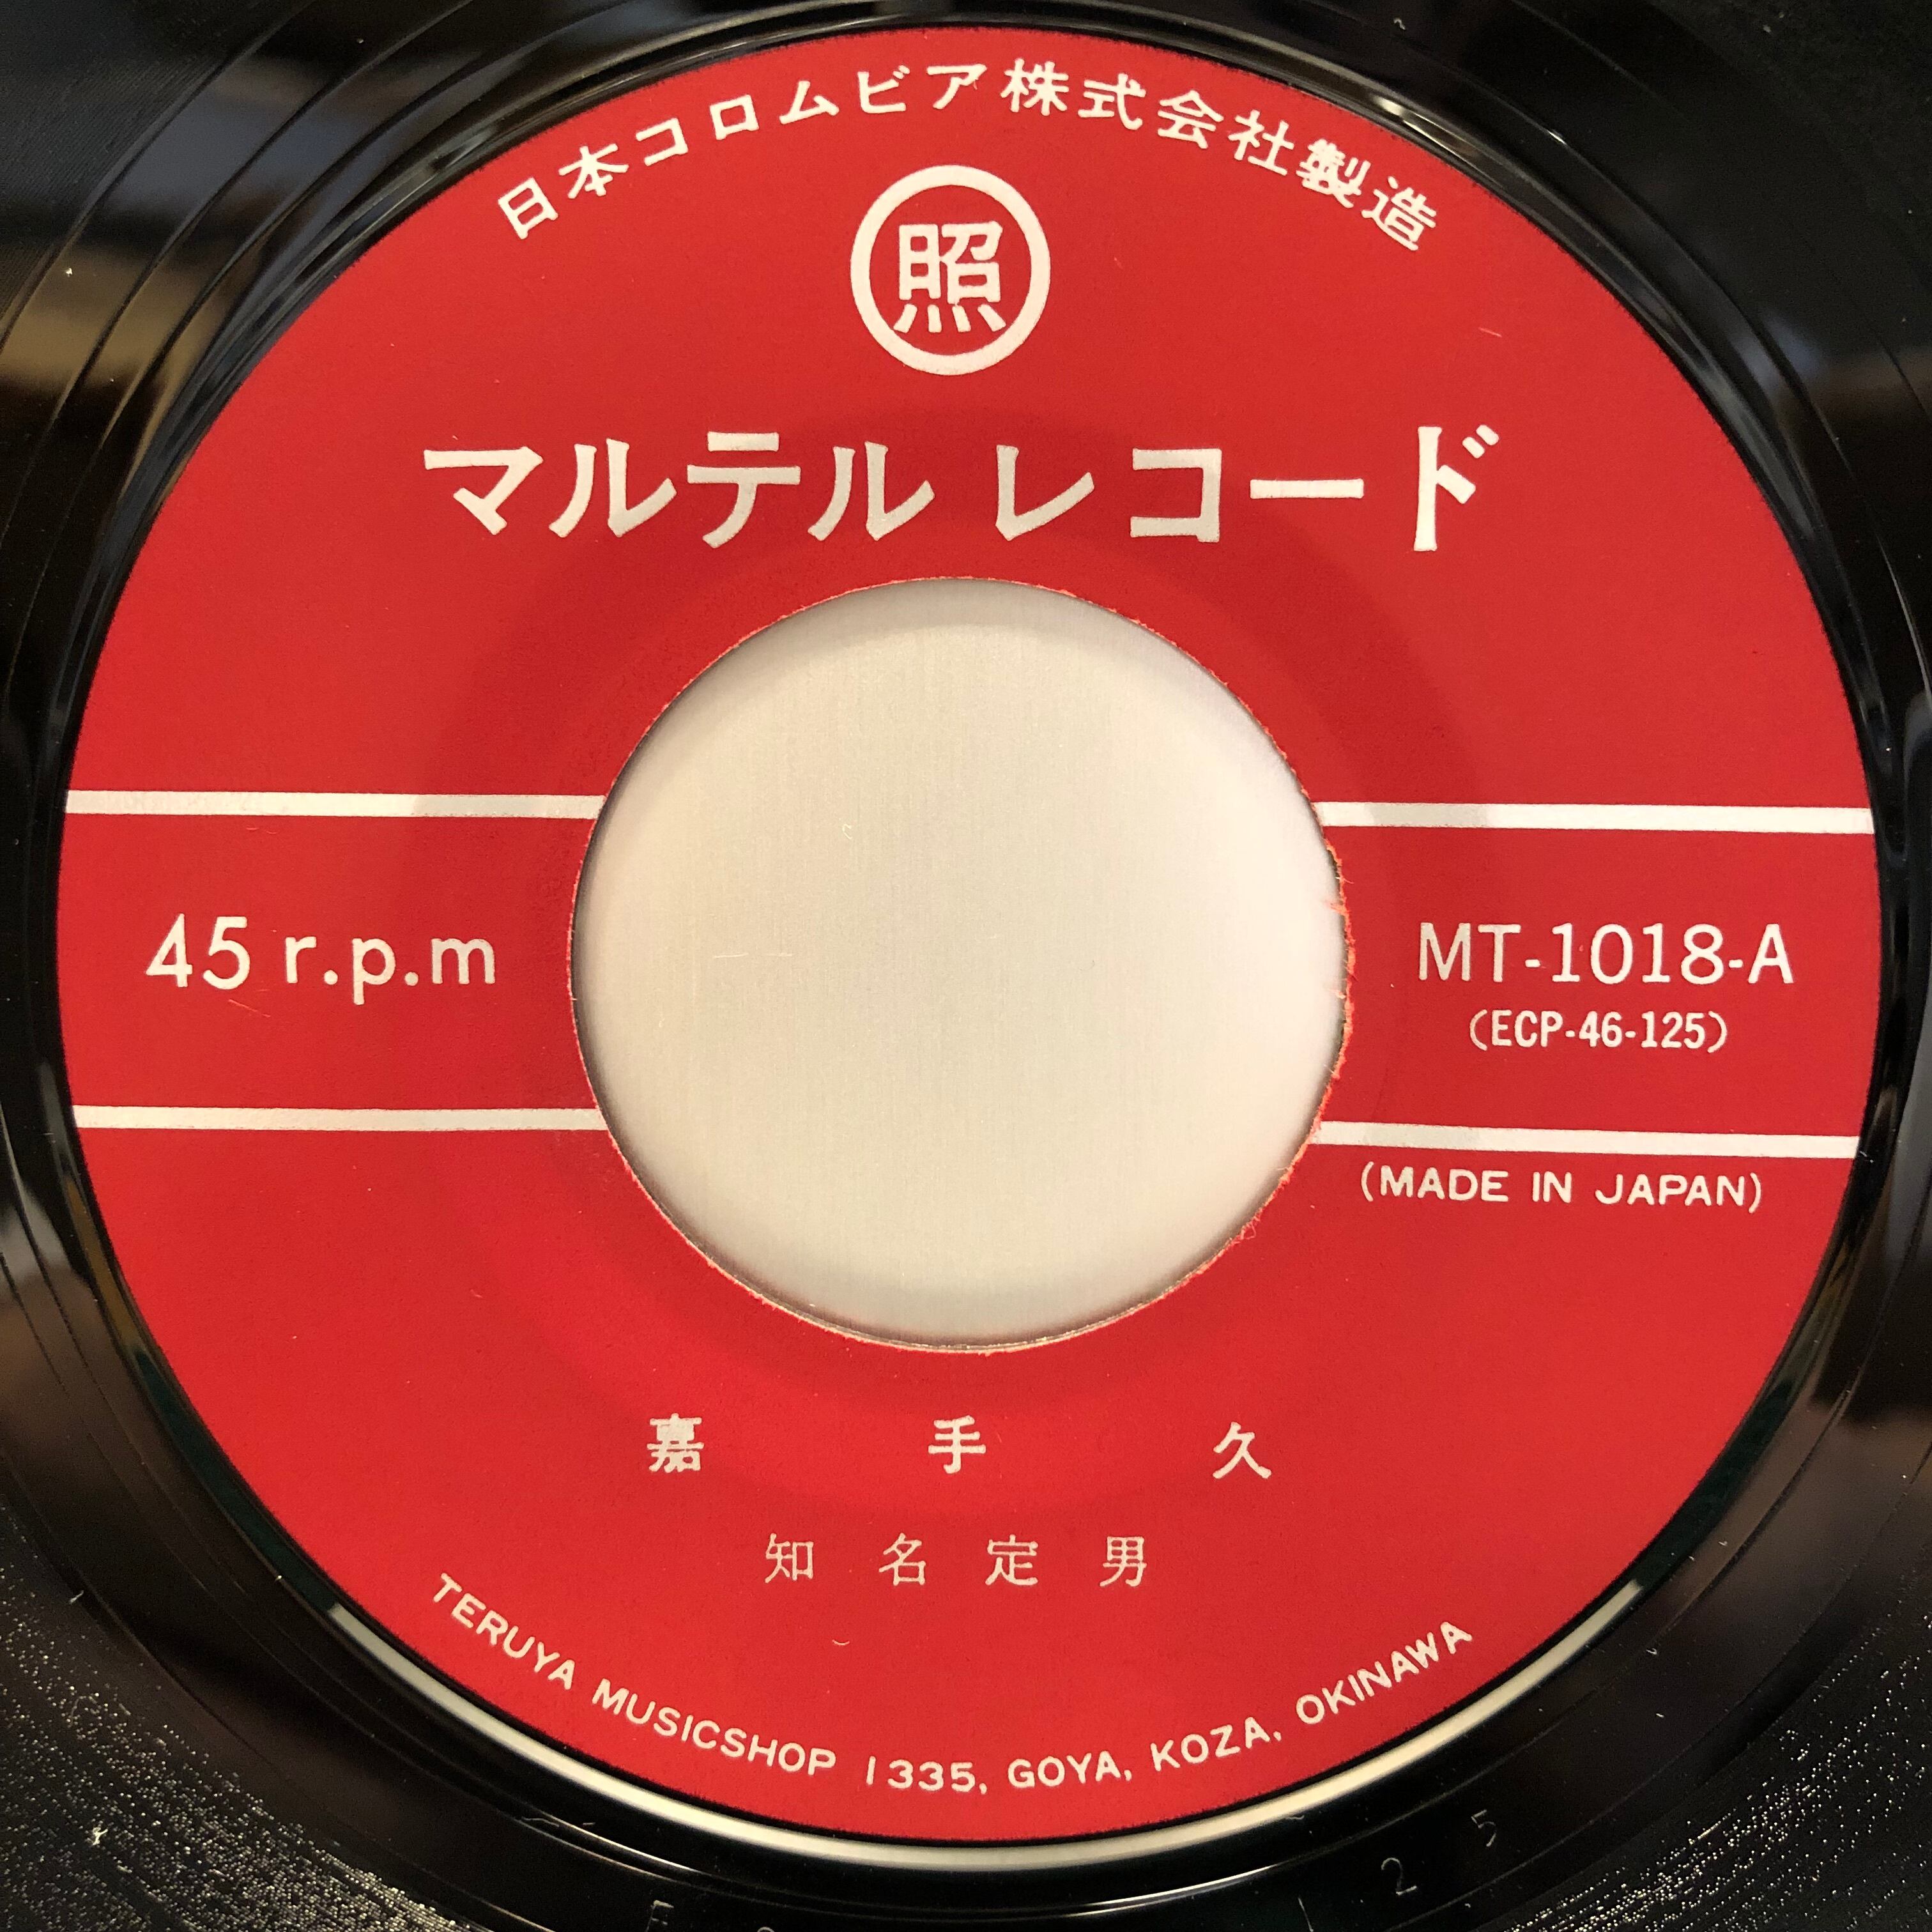 日本コロムビア株式会社製造
照
マルテル レコード
45 r.p.m
MT-1018-A
(ECP-46-125)
(MADE IN JAPAN)
嘉手久
知名定男
TERUYA MUSICSHOP 1335, GOYA, KOZA, OKINAWA